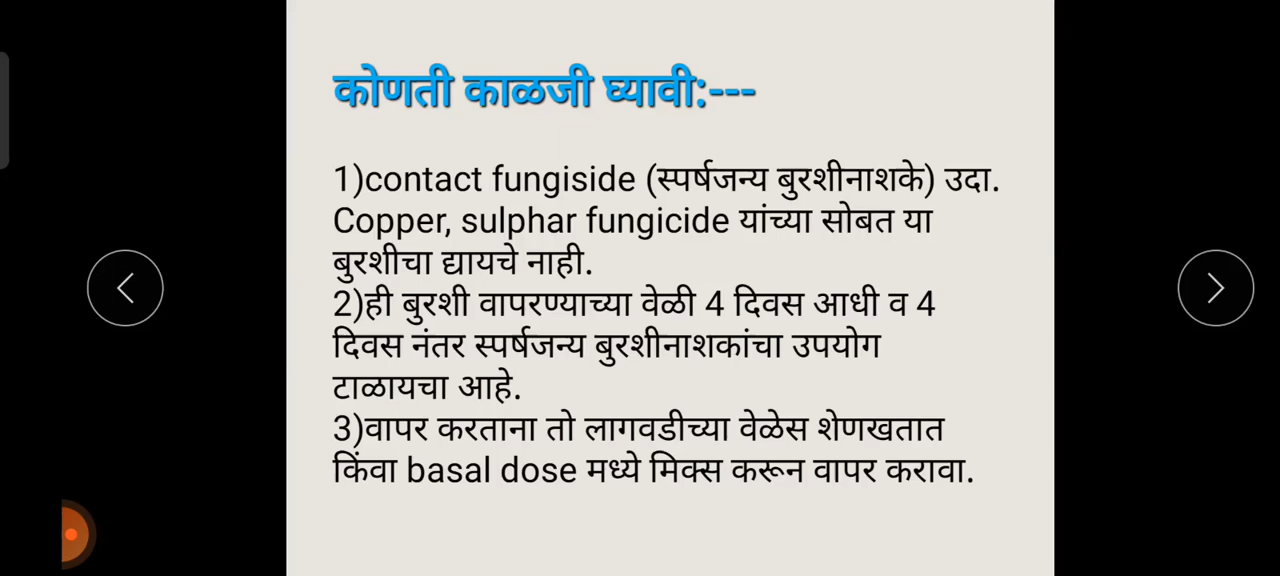 कोणती काळजी घ्यावी:---
1)contact fungiside (स्पर्षजन्य बुरशीनाशके) उदा.
Copper, sulphar fungicide यांच्या सोबत या
बुरशीचा द्यायचे नाही.
2)ही बुरशी वापरण्याच्या वेळी 4 दिवस आधी व 4
दिवस नंतर स्पर्षजन्य बुरशीनाशकांचा उपयोग
टाळायचा आहे.
3)वापर करताना तो लागवडीच्या वेळेस शेणखतात
किंवा basal dose मध्ये मिक्स करून वापर करावा.